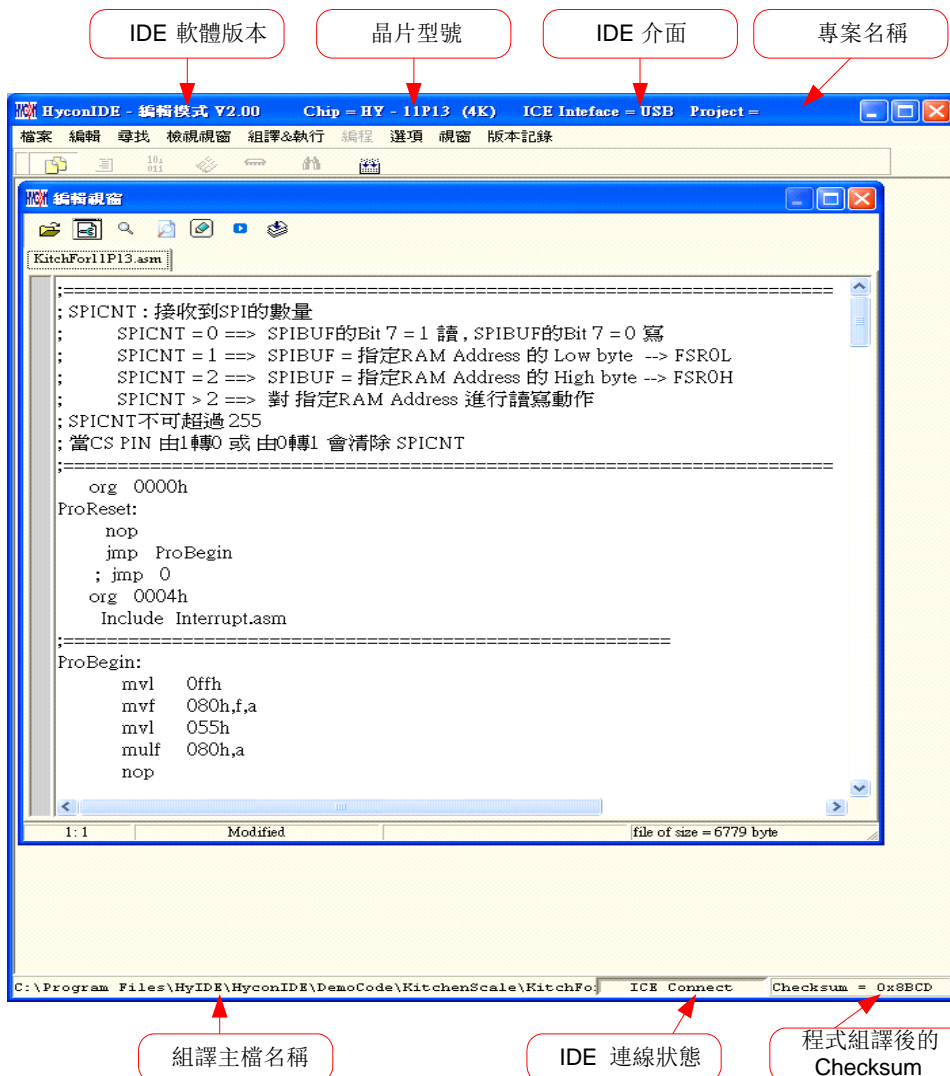 IDE 軟體版本
晶片型號
IDE 介面
專案名稱
HyconIDE - 編輯模式 V2.00 Chip = HY - 11P13 (4K) ICE Inteface = USB Project =
檔案 編輯 尋找 檢視視窗 組譯&執行 編程 選項 視窗 版本記錄
編輯視窗
KitchFor11P13.asm
;=======================================================================
; SPICNT : 接收到SPI的數量
; SPICNT = 0 ==> SPIBUF的Bit 7 = 1 讀 , SPIBUF的Bit 7 = 0 寫
; SPICNT = 1 ==> SPIBUF = 指定RAM Address 的 Low byte --> FSR0L
; SPICNT = 2 ==> SPIBUF = 指定RAM Address 的 High byte --> FSR0H
; SPICNT > 2 ==> 對 指定RAM Address 進行讀寫動作
; SPICNT不可超過 255
; 當CS PIN 由1轉0 或 由0轉1 會清除 SPICNT
;=======================================================================
org 0000h
ProReset:
nop
jmp ProBegin
; jmp 0
org 0004h
Include Interrupt.asm
;========================================================
ProBegin:
mvl 0ffh
mvf 080h,f,a
mvl 055h
mulf 080h,a
nop
1: 1 Modified file of size = 6779 byte
C:\Program Files\HyIDE\HyconIDE\DemoCode\KitchenScale\KitchFo ICE Connect Checksum = 0x8BCD
組譯主檔名稱
IDE 連線狀態
程式組譯後的
Checksum